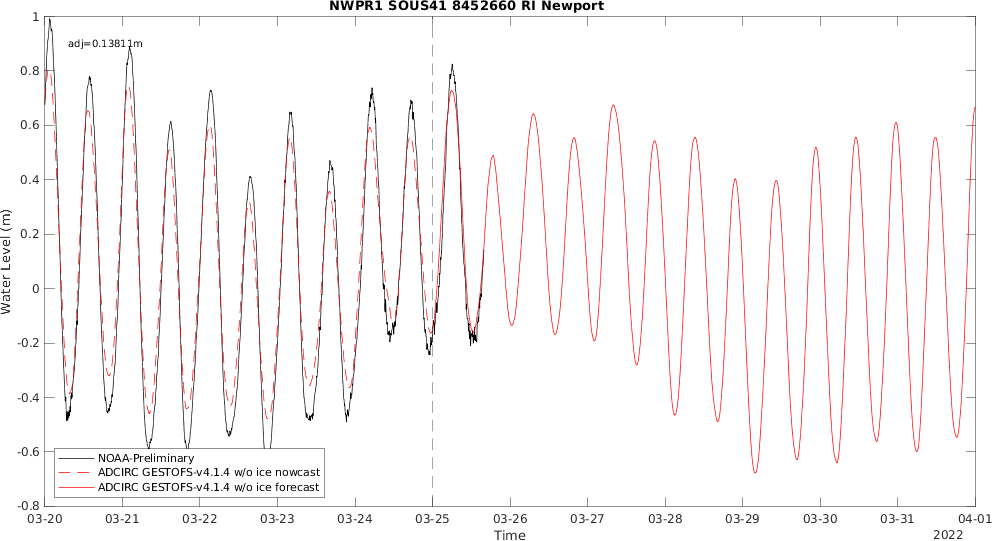 NWPR1 SOUS41 8452660 RI Newport
adj=0.13811m
1
0.8
0.6
0.4
0.2
0
-0.2
-0.4
-0.6
-0.8
Water Level (m)
NOAA-Preliminary
ADCIRC GESTOFS-v4.1.4 w/o ice nowcast
ADCIRC GESTOFS-v4.1.4 w/o ice forecast
03-20 03-21 03-22 03-23 03-24 03-25 03-26 03-27 03-28 03-29 03-30 03-31 04-01
Time
2022